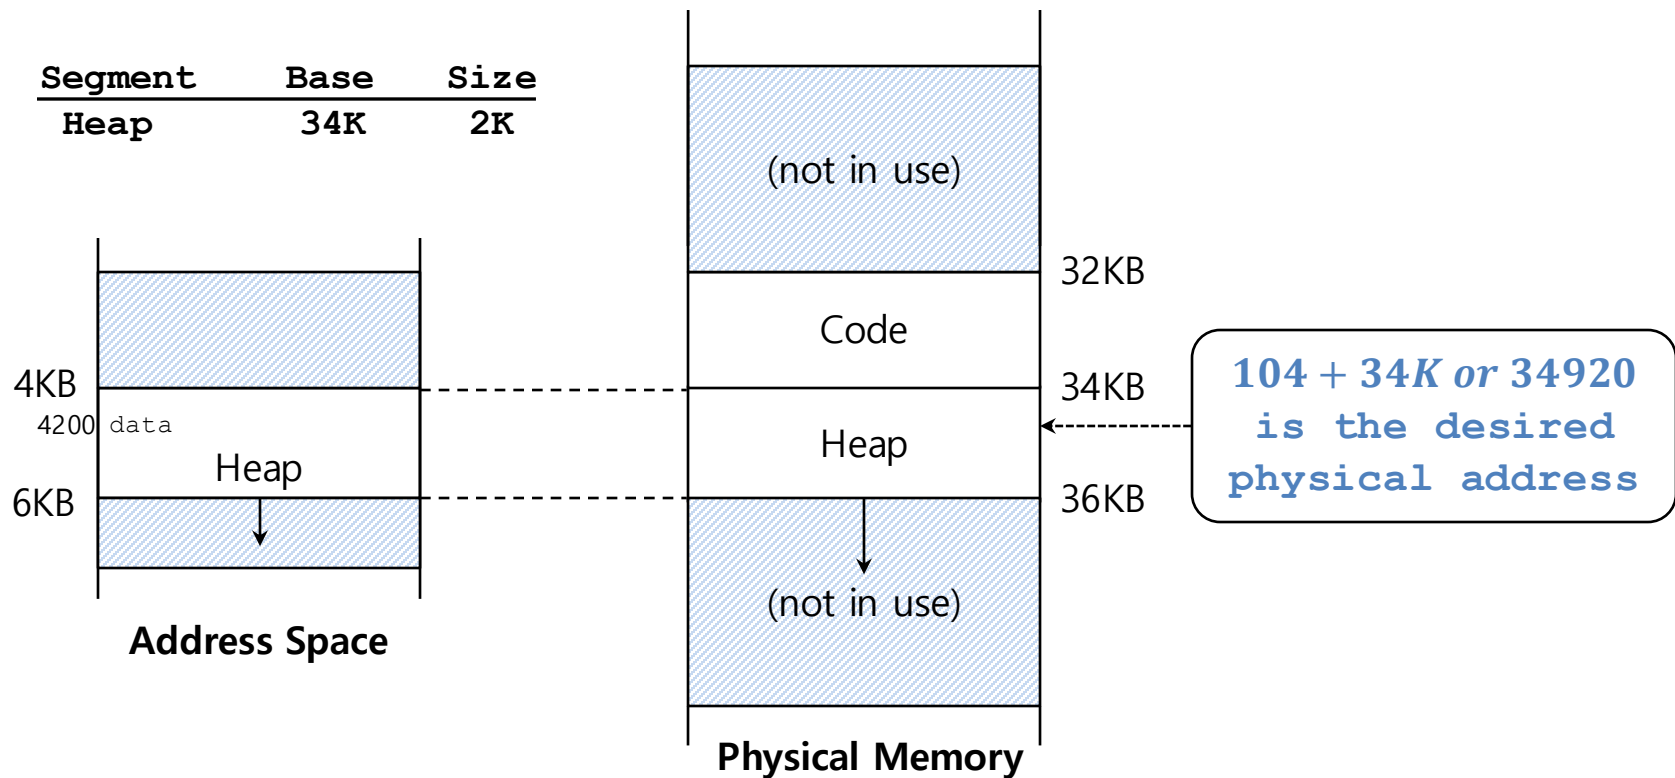 Segment Base Size
Heap 34K 2K
4KB
4200 data
Heap
6KB
Address Space
(not in use)
32KB
Code
34KB
Heap
36KB
(not in use)
Physical Memory
104 + 34K or 34920
is the desired
physical address